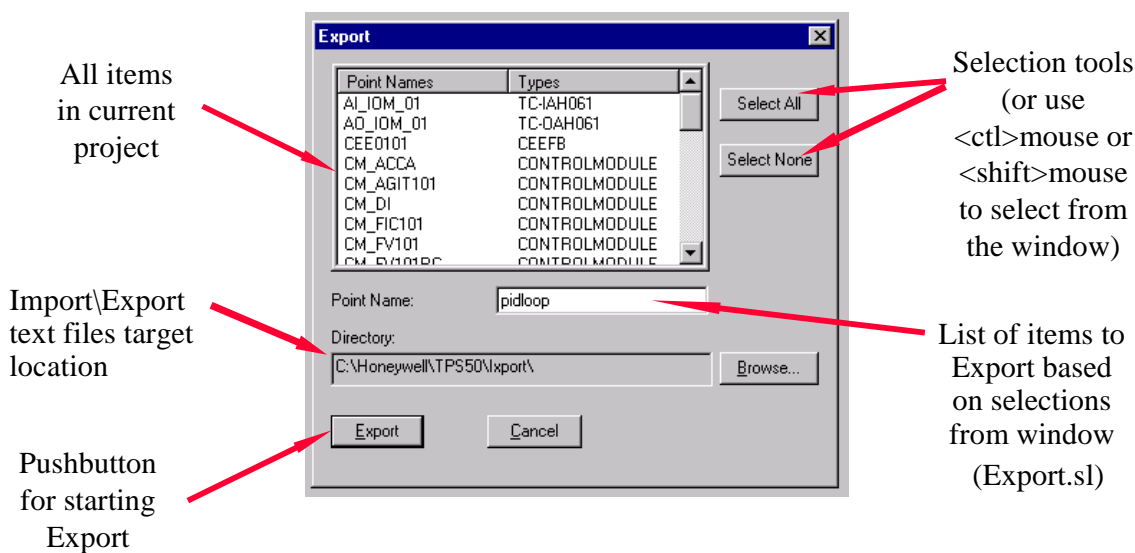 Export
All items
in current
project
Point Names Types
AI_IOM_01 TC-IAH061
AO_IOM_01 TC-OAH061
CEE0101 CEEFB
CM_ACCA CONTROLMODULE
CM_AGIT101 CONTROLMODULE
CM_DI CONTROLMODULE
CM_FIC101 CONTROLMODULE
CM_FV101 CONTROLMODULE
CM_FV101BC CONTROLMODULE
Select All
Select None
Selection tools
(or use
<ctl>mouse or
<shift>mouse
to select from
the window)
Import\Export
text files target
location
Point Name: pidloop
Directory:
C:\Honeywell\TPS50\Ixport\
Browse...
List of items to
Export based
on selections
from window
(Export.sl)
Export Cancel
Pushbutton
for starting
Export